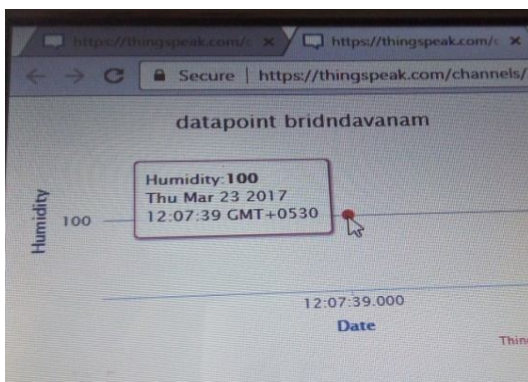 https://thingspeak.com/c
https://thingspeak.com/c
Secure | https://thingspeak.com/channels/
datapoint bridndavanam
Humidity:100
Thu Mar 23 2017
12:07:39 GMT+0530
Humidity
100
12:07:39.000
Date
Thing